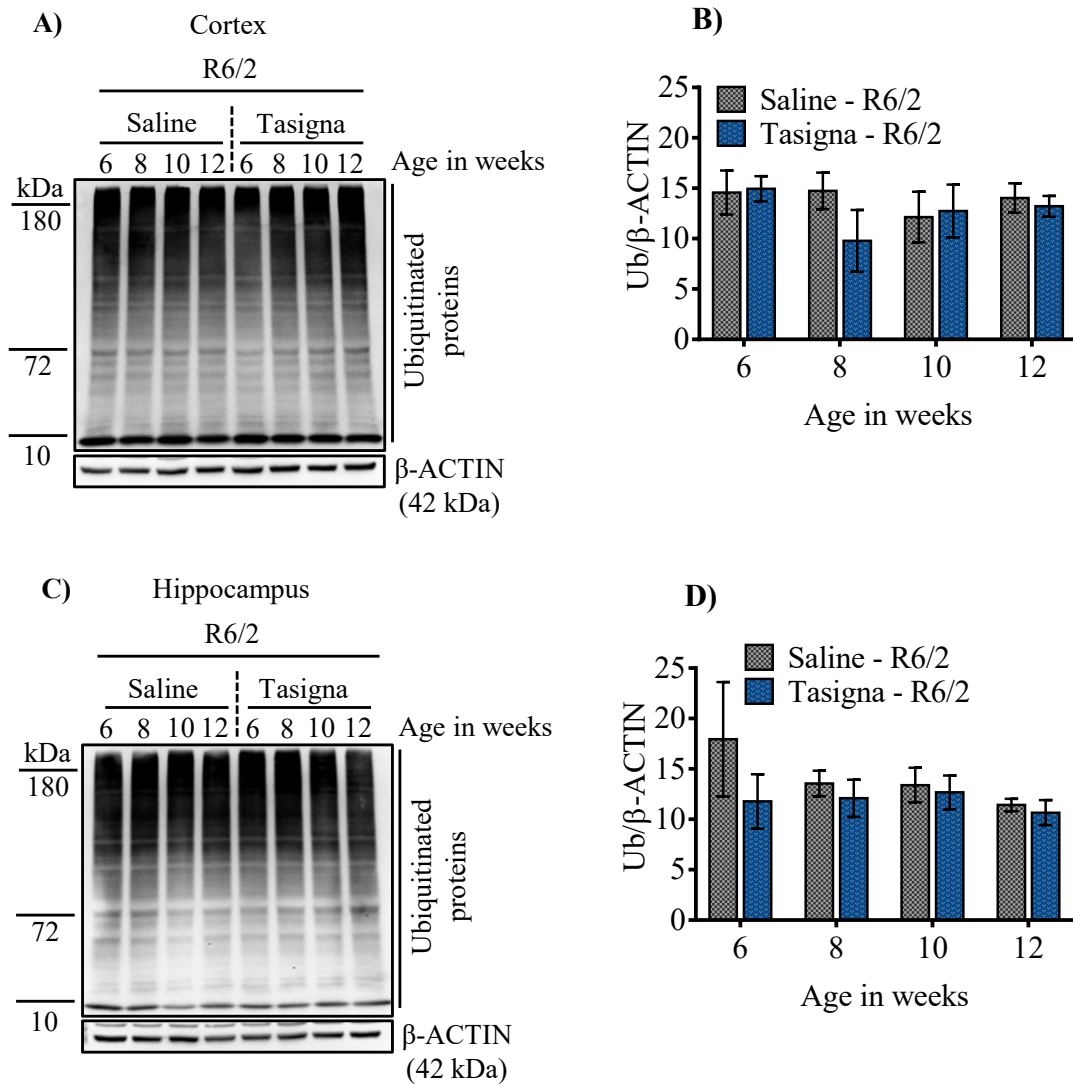 A)
Cortex
R6/2
Saline Tasigna
6 8 10 12 6 8 10 12 Age in weeks
kDa
180
72
10
Ubiquitinated
proteins
β-ACTIN
(42 kDa)
B)
Saline - R6/2
Tasigna - R6/2
Ub/β-ACTIN
25
20
15
10
5
0
6 8 10 12
Age in weeks
C)
Hippocampus
R6/2
Saline Tasigna
6 8 10 12 6 8 10 12 Age in weeks
kDa
180
72
10
Ubiquitinated
proteins
β-ACTIN
(42 kDa)
D)
Saline - R6/2
Tasigna - R6/2
Ub/β-ACTIN
25
20
15
10
5
0
6 8 10 12
Age in weeks